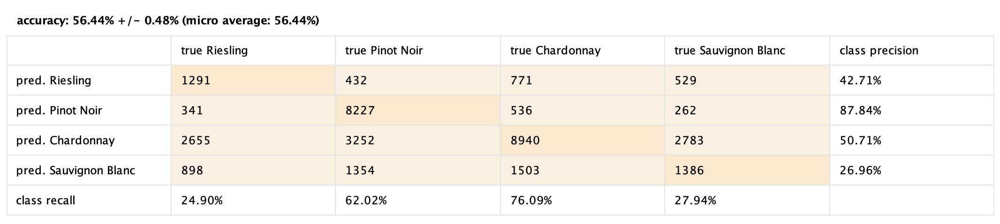 accuracy: 56.44% +/- 0.48% (micro average: 56.44%)
true Riesling true Pinot Noir true Chardonnay true Sauvignon Blanc class precision
pred. Riesling 1291 432 771 529 42.71%
pred. Pinot Noir 341 8227 536 262 87.84%
pred. Chardonnay 2655 3252 8940 2783 50.71%
pred. Sauvignon Blanc 898 1354 1503 1386 26.96%
class recall 24.90% 62.02% 76.09% 27.94%